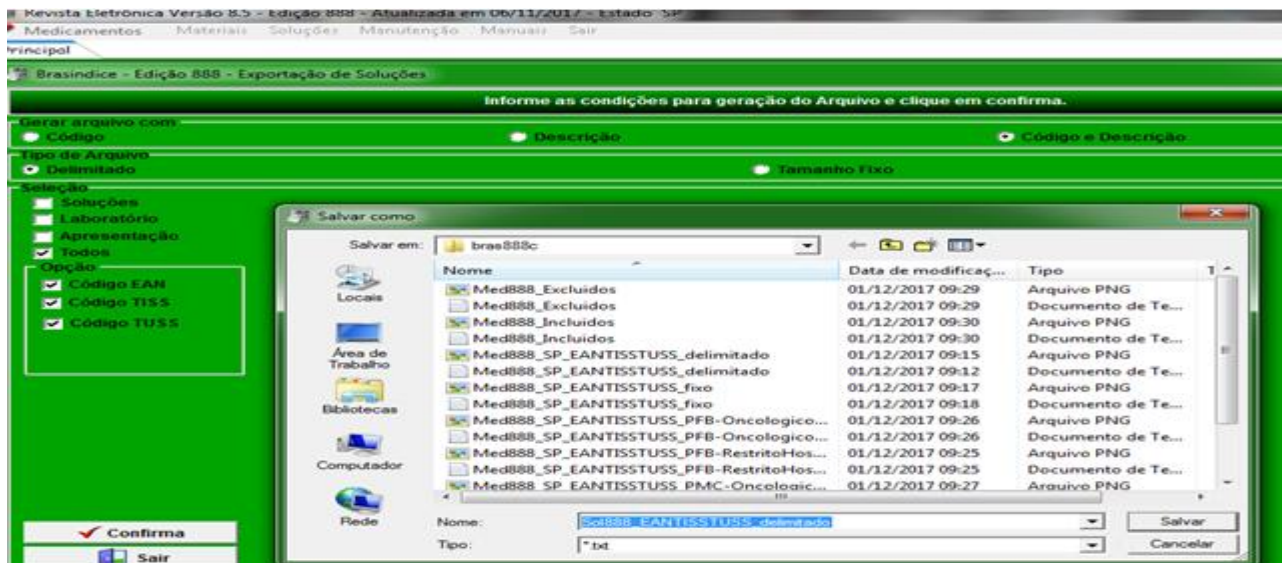 Revista Eletrônica Versão 8.5 - Edição 888 - Atualizada em 06/11/2017 - Estado SP
Medicamentos Materiais Soluções Manutenção Manuais Sair
Principal
Brasíndice - Edição 888 - Exportação de Soluções
Informe as condições para geração do Arquivo e clique em confirma.
Gerar arquivo com
Código Descrição Código e Descrição
Tipo de Arquivo
Delimitado Tamanho Fixo
Seleção
Soluções
Laboratório
Apresentação
Todos
Opção
Código EAN
Código TISS
Código TUSS
Confirma
Sair
Salvar como
Salvar em: bras888c
Locais
Área de
Trabalho
Bibliotecas
Computador
Rede
Nome Data de modificaç... Tipo T
Med888_Excluidos 01/12/2017 09:29 Arquivo PNG
Med888_Excluidos 01/12/2017 09:29 Documento de Te...
Med888_Incluidos 01/12/2017 09:30 Arquivo PNG
Med888_Incluidos 01/12/2017 09:30 Documento de Te...
Med888_SP_EANTISSTUSS_delimitado 01/12/2017 09:15 Arquivo PNG
Med888_SP_EANTISSTUSS_delimitado 01/12/2017 09:12 Documento de Te...
Med888_SP_EANTISSTUSS_fixo 01/12/2017 09:17 Arquivo PNG
Med888_SP_EANTISSTUSS_fixo 01/12/2017 09:18 Documento de Te...
Med888_SP_EANTISSTUSS_PFB-Oncologico... 01/12/2017 09:26 Arquivo PNG
Med888_SP_EANTISSTUSS_PFB-Oncologico... 01/12/2017 09:26 Documento de Te...
Med888_SP_EANTISSTUSS_PFB-RestritoHos... 01/12/2017 09:25 Arquivo PNG
Med888_SP_EANTISSTUSS_PFB-RestritoHos... 01/12/2017 09:25 Documento de Te...
Med888_SP_EANTISSTUSS_PMC-Oncologic... 01/12/2017 09:27 Arquivo PNG
Nome: Sol888_EANTISSTUSS_delimitado Salvar
Tipo: *.txt Cancelar